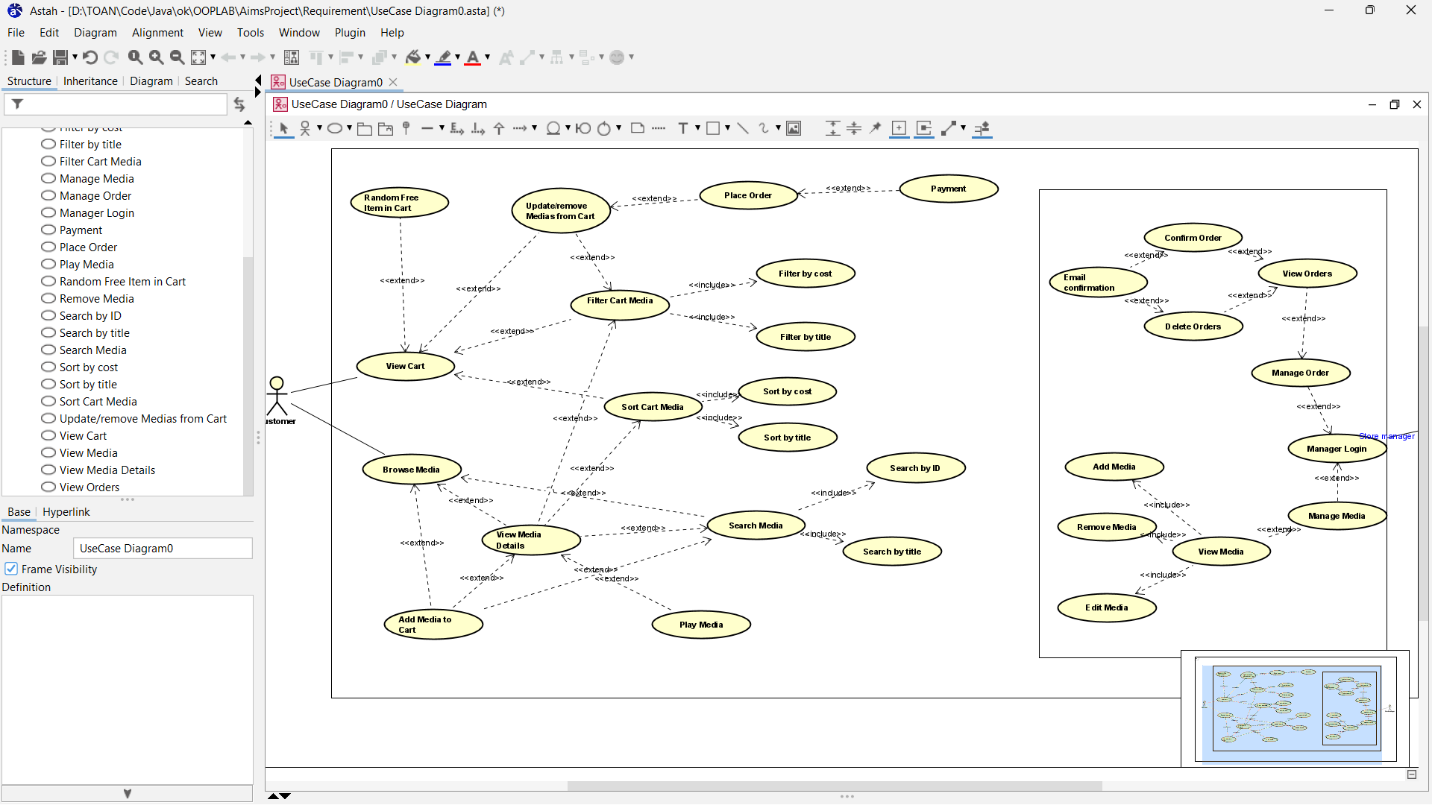 Astah - [D:\TOAN\Code\Java\ok\OOPLAB\AimsProject\Requirement\UseCase Diagram0.asta] (*)
File Edit Diagram Alignment View Tools Window Plugin Help
Structure Inheritance Diagram Search
UseCase Diagram0
UseCase Diagram0 / UseCase Diagram
Filter by cost
Filter by title
Filter Cart Media
Manage Media
Manage Order
Manager Login
Payment
Place Order
Play Media
Random Free Item in Cart
Remove Media
Search by ID
Search by title
Search Media
Sort by cost
Sort by title
Sort Cart Media
Update/remove Medias from Cart
View Cart
View Media
View Media Details
View Orders
Base Hyperlink
Namespace
Name UseCase Diagram0
Frame Visibility
Definition
Random Free
Item in Cart
Update/remove
Medias from Cart
<<extend>>
Place Order
<<extend>>
Payment
<<extend>>
<<extend>>
<<extend>>
Filter Cart Media
<<include>>
Filter by cost
<<include>>
Filter by title
<<extend>>
View Cart
<<extend>>
Sort Cart Media
<<include>>
Sort by cost
<<include>>
Sort by title
<<extend>>
ustomer
Browse Media
<<extend>>
<<extend>>
<<extend>>
<<extend>>
View Media
Details
<<extend>>
Search Media
<<include>>
Search by ID
<<include>>
Search by title
<<extend>>
<<extend>>
<<extend>>
Add Media to
Cart
Play Media
Confirm Order
<<extend>>
<<extend>>
Email
confirmation
View Orders
<<extend>>
<<extend>>
Delete Orders
<<extend>>
Manage Order
<<extend>>
Store manager
Manager Login
<<extend>>
Manage Media
Add Media
<<include>>
Remove Media
<<include>>
<<extend>>
View Media
<<include>>
Edit Media